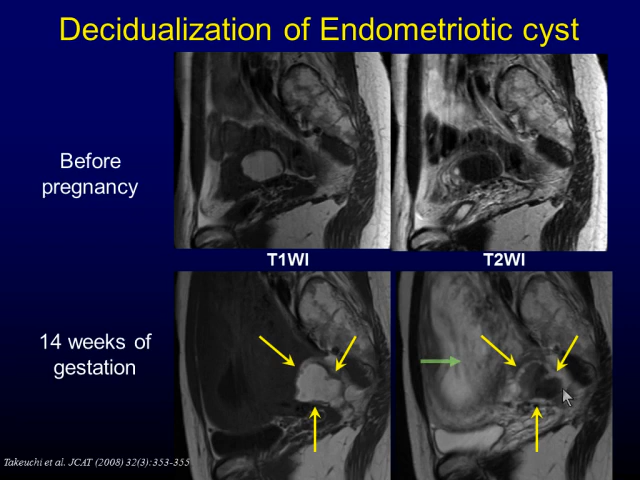 Decidualization of Endometriotic cyst
Before
pregnancy
T1WI
T2WI
14 weeks of
gestation
Takeuchi et al. JCAT (2008) 32(3):353-355